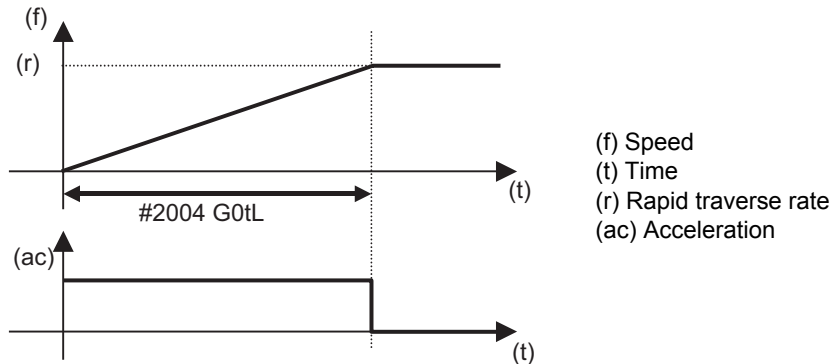 (f)
(r)
(t)
#2004 G0tL
(ac)
(t)
(f) Speed
(t) Time
(r) Rapid traverse rate
(ac) Acceleration